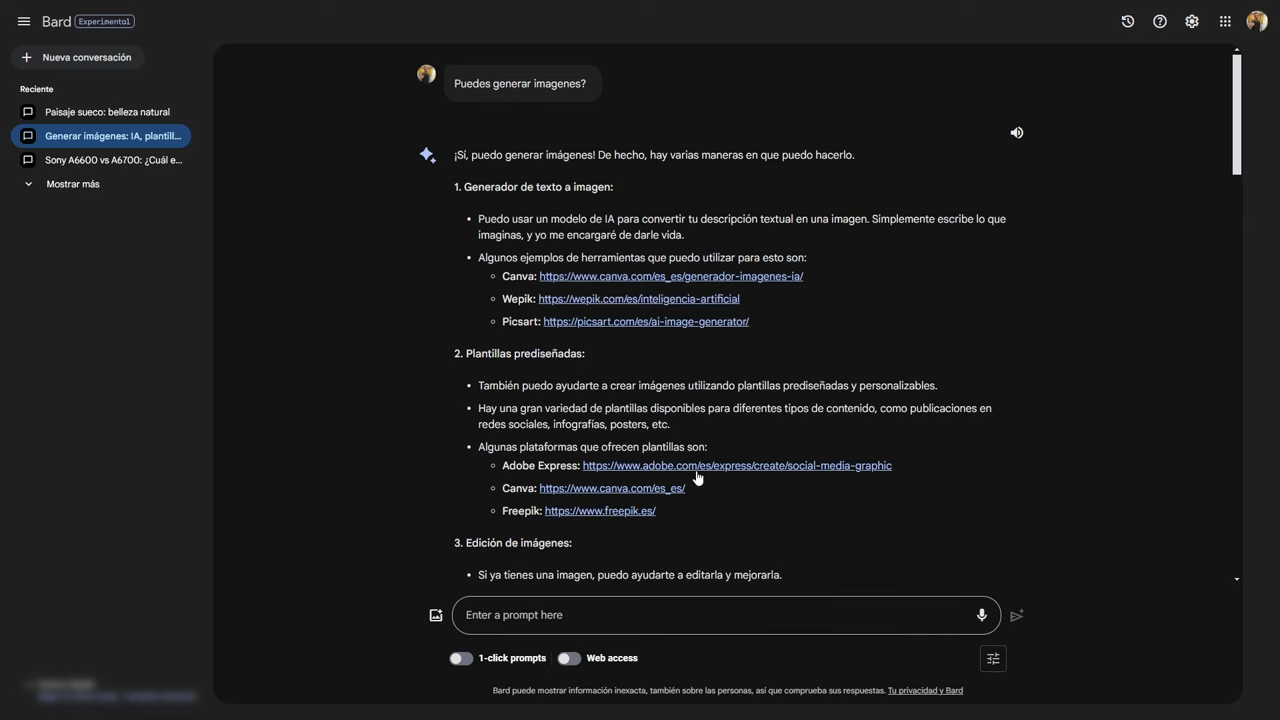 Bard Experimental
Nueva conversación
Reciente
Paisaje sueco: belleza natural
Generar imágenes: IA, plantill...
Sony A6600 vs A6700: ¿Cuál e...
Mostrar más
Puedes generar imagenes?
¡Sí, puedo generar imágenes! De hecho, hay varias maneras en que puedo hacerlo.
1. Generador de texto a imagen:
• Puedo usar un modelo de IA para convertir tu descripción textual en una imagen. Simplemente escribe lo que
imaginas, y yo me encargaré de darle vida.
• Algunos ejemplos de herramientas que puedo utilizar para esto son:
○ Canva: https://www.canva.com/es_es/generador-imagenes-ia/
○ Wepik: https://wepik.com/es/inteligencia-artificial
○ Picsart: https://picsart.com/es/ai-image-generator/
2. Plantillas prediseñadas:
• También puedo ayudarte a crear imágenes utilizando plantillas prediseñadas y personalizables.
• Hay una gran variedad de plantillas disponibles para diferentes tipos de contenido, como publicaciones en
redes sociales, infografías, posters, etc.
• Algunas plataformas que ofrecen plantillas son:
○ Adobe Express: https://www.adobe.com/es/express/create/social-media-graphic
○ Canva: https://www.canva.com/es_es/
○ Freepik: https://www.freepik.es/
3. Edición de imágenes:
• Si ya tienes una imagen, puedo ayudarte a editarla y mejorarla.
Enter a prompt here
1-click prompts Web access
Bard puede mostrar información inexacta, también sobre las personas, así que comprueba sus respuestas. Tu privacidad y Bard